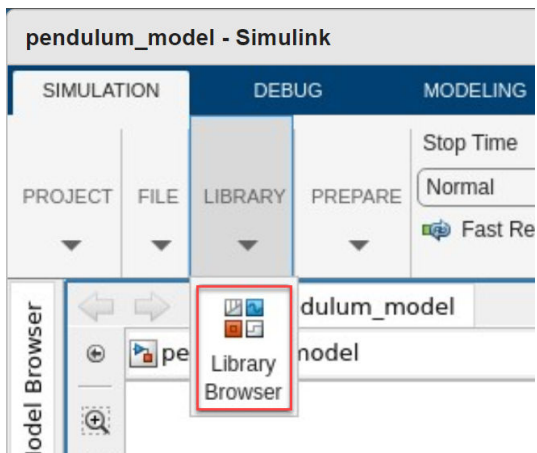 pendulum_model - Simulink
SIMULATION DEBUG MODELING
Stop Time
PROJECT FILE LIBRARY PREPARE Normal
Fast Re
dulum_model
pe model
Library
Browser
odel Browser